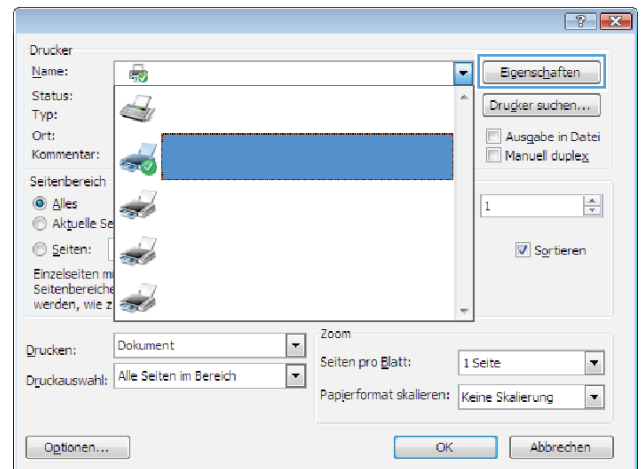 Drucker
Name:
Eigenschaften
Status:
Drucker suchen...
Typ:
Ort:
Ausgabe in Datei
Kommentar:
Manuell duplex
Seitenbereich
Alles
1
Aktuelle Se
Seiten:
Sortieren
Einzelseiten m
Seitenbereiche
werden, wie z
Zoom
Drucken:
Dokument
Seiten pro Blatt:
1 Seite
Druckauswahl:
Alle Seiten im Bereich
Papierformat skalieren:
Keine Skalierung
Optionen...
OK
Abbrechen